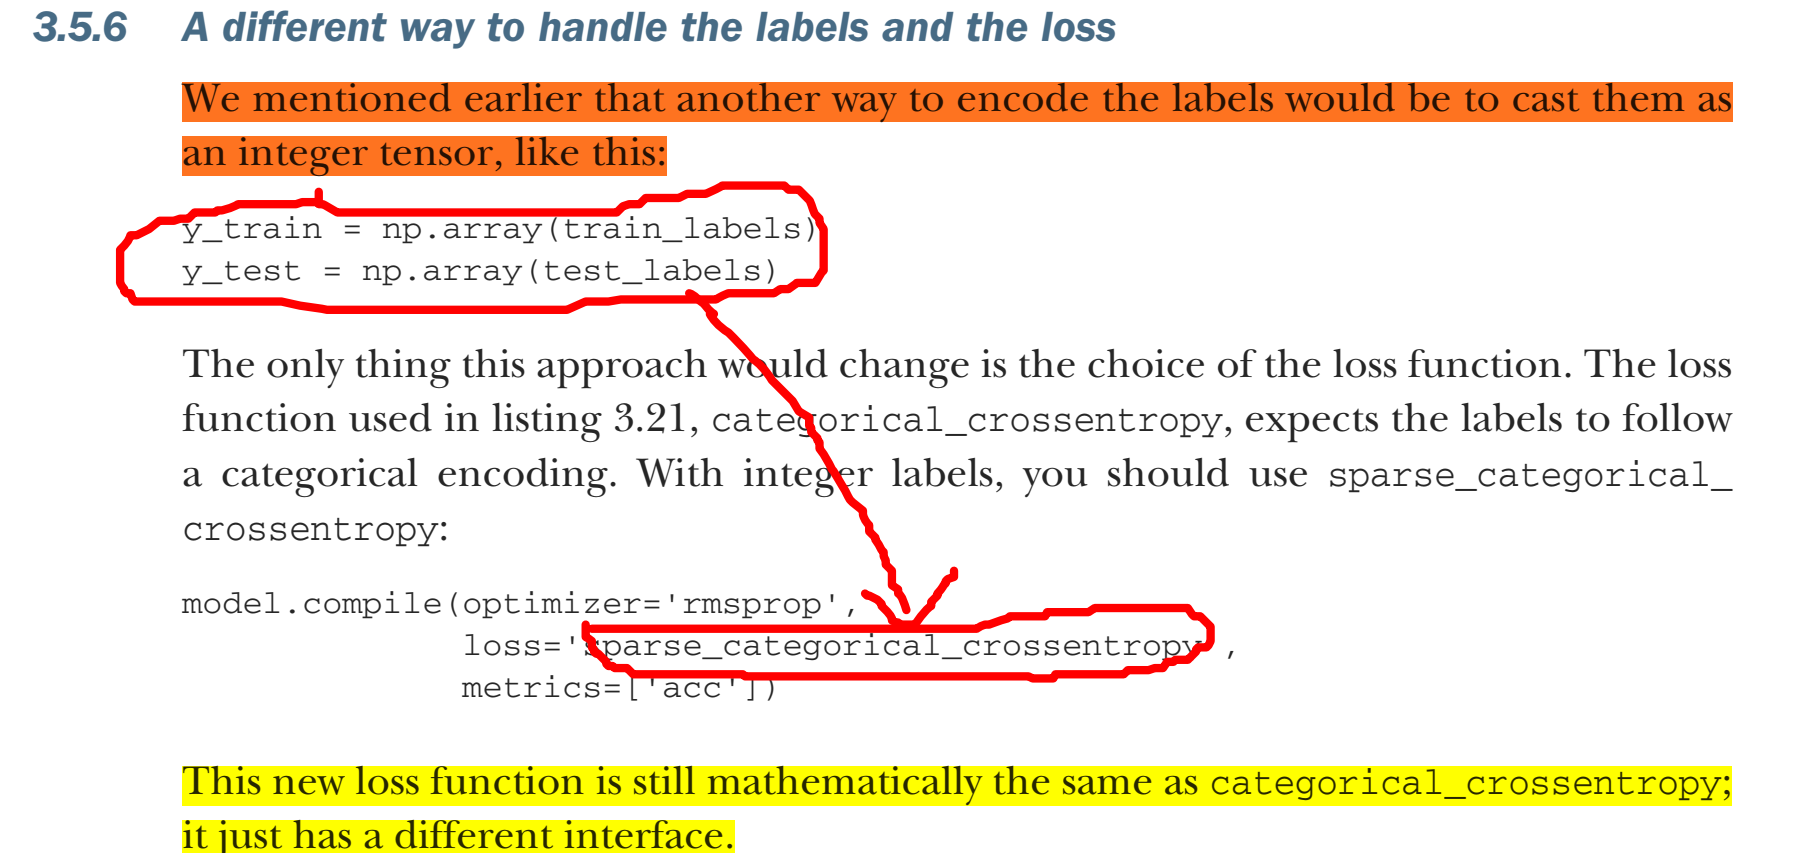 3.5.6 A different way to handle the labels and the loss
We mentioned earlier that another way to encode the labels would be to cast them as
an integer tensor, like this:
y_train = np.array(train_labels)
y_test = np.array(test_labels)
The only thing this approach would change is the choice of the loss function. The loss
function used in listing 3.21, categorical_crossentropy, expects the labels to follow
a categorical encoding. With integer labels, you should use sparse_categorical_
crossentropy:
model.compile(optimizer='rmsprop',
loss='sparse_categorical_crossentropy',
metrics=['acc'])
This new loss function is still mathematically the same as categorical_crossentropy;
it just has a different interface.